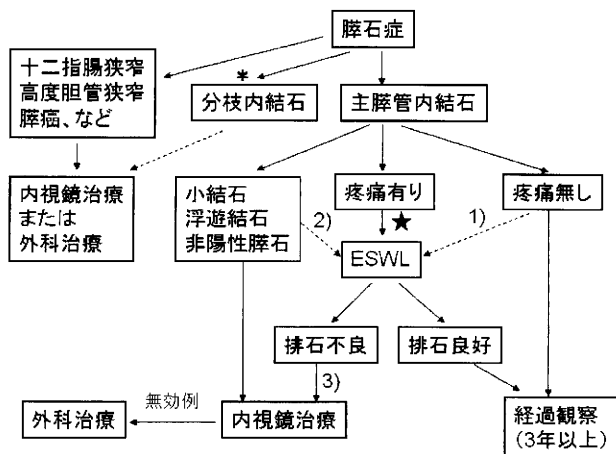 膵石症
十二指腸狭窄
高度胆管狭窄
膵癌、など
*
分枝内結石
主膵管内結石
内視鏡治療
または
外科治療
小結石
浮遊結石
非陽性膵石
2)
疼痛有り
★
1)
疼痛無し
ESWL
排石不良
排石良好
3)
外科治療
無効例
内視鏡治療
経過観察
(3年以上)